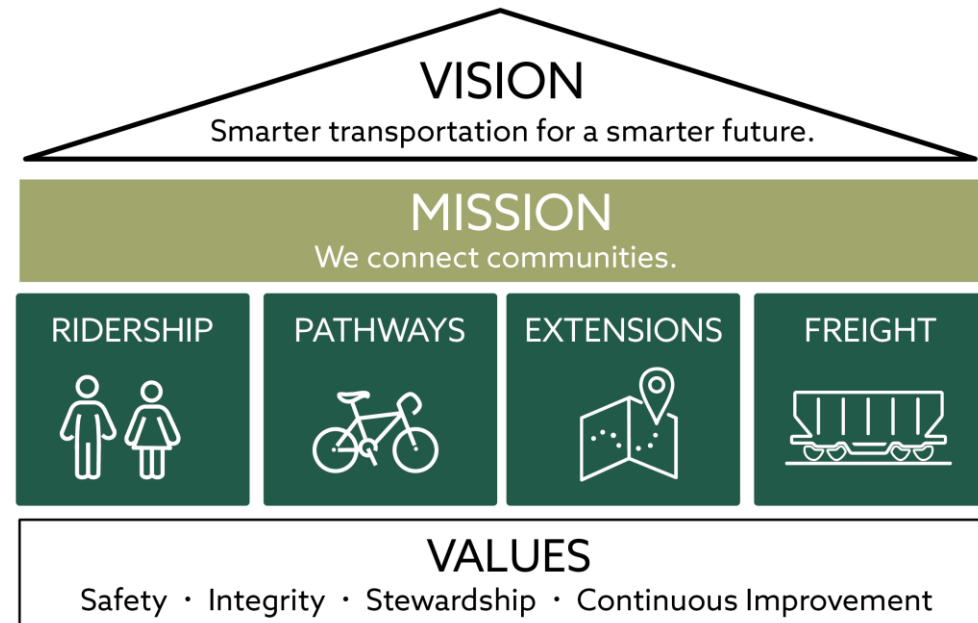 VISION
Smarter transportation for a smarter future.
MISSION
We connect communities.
RIDERSHIP
PATHWAYS
EXTENSIONS
FREIGHT
VALUES
Safety · Integrity · Stewardship · Continuous Improvement